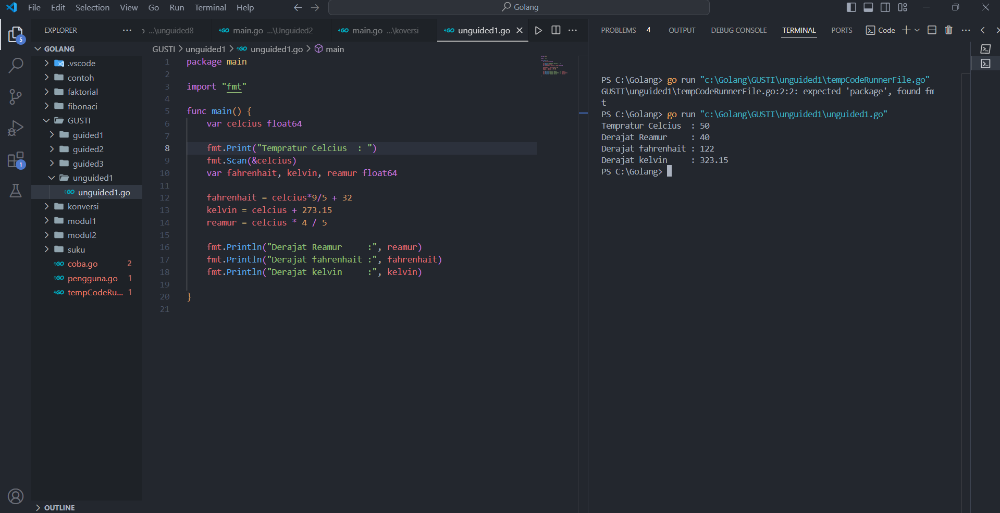 File Edit Selection View Go Run Terminal Help
Golang
EXPLORER
...\unguided8
main.go ...\Unguided2
main.go ...\koversi
unguided1.go
GOLANG
.vscode
contoh
faktorial
fibonaci
GUSTI
guided1
guided2
guided3
unguided1
unguided1.go
konversi
modul1
modul2
suku
coba.go 2
pengguna.go 1
tempCodeRu... 1
OUTLINE
5
1
GUSTI > unguided1 > unguided1.go > main
1 package main
2
3 import "fmt"
4
5 func main() {
6 var celcius float64
7
8 fmt.Print("Tempratur Celcius  : ")
9 fmt.Scan(&celcius)
10 var fahrenhait, kelvin, reamur float64
11
12 fahrenhait = celcius*9/5 + 32
13 kelvin = celcius + 273.15
14 reamur = celcius * 4 / 5
15
16 fmt.Println("Derajat Reamur     :", reamur)
17 fmt.Println("Derajat fahrenhait :", fahrenhait)
18 fmt.Println("Derajat kelvin     :", kelvin)
19
20 }
21
PROBLEMS 4 OUTPUT DEBUG CONSOLE TERMINAL PORTS Code
PS C:\Golang> go run "c:\Golang\GUSTI\unguided1\tempCodeRunnerFile.go"
GUSTI\unguided1\tempCodeRunnerFile.go:2:2: expected 'package', found fm
t
PS C:\Golang> go run "c:\Golang\GUSTI\unguided1\unguided1.go"
Tempratur Celcius  : 50
Derajat Reamur     : 40
Derajat fahrenhait : 122
Derajat kelvin     : 323.15
PS C:\Golang>